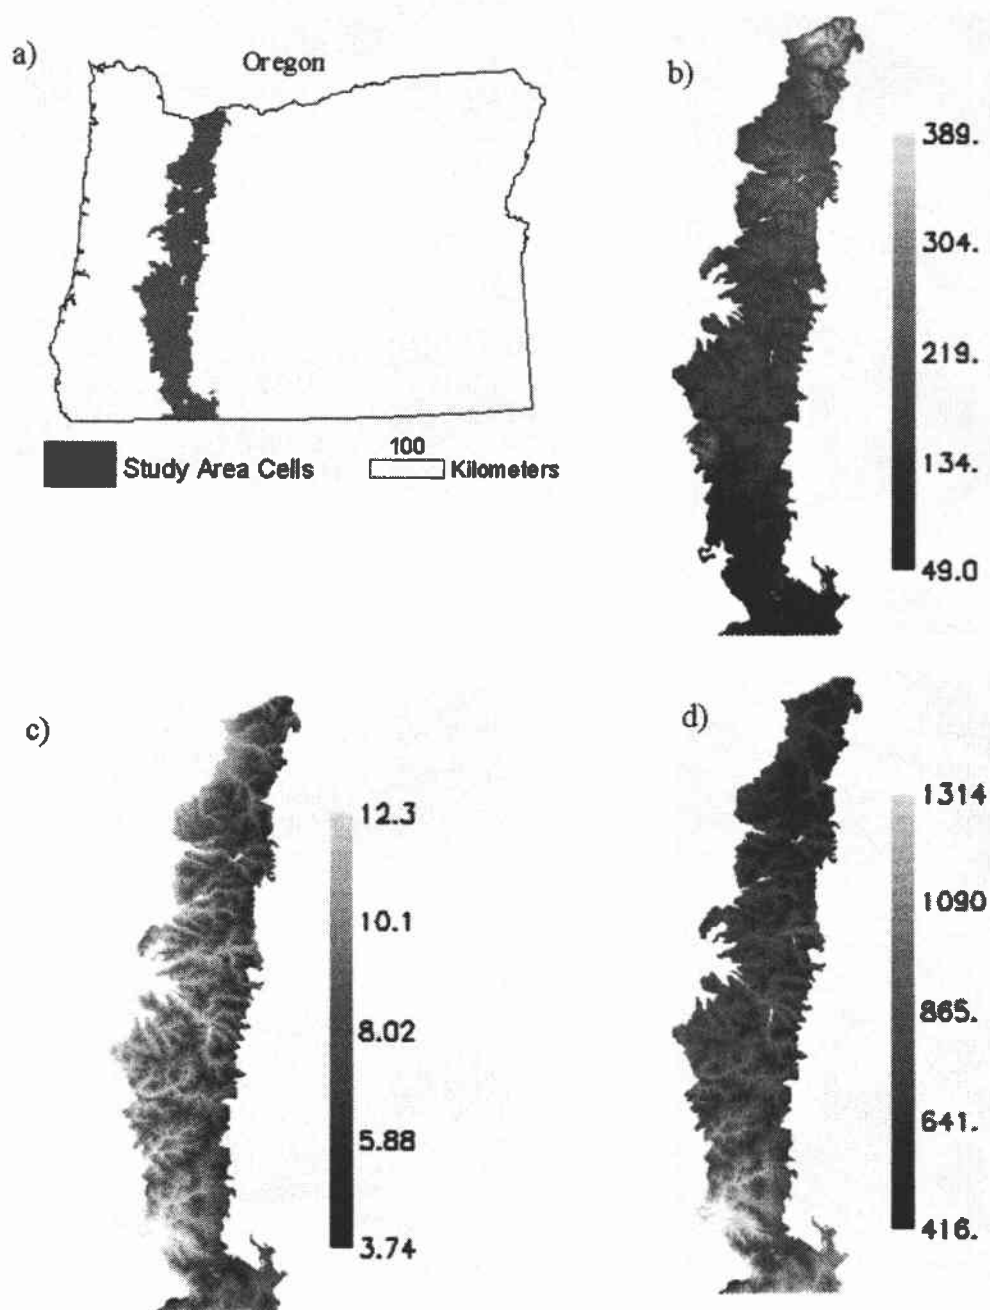 a)
Oregon
Study Area Cells
100
Kilometers
b)
389.
304.
219.
134.
49.0
c)
12.3
10.1
8.02
5.88
3.74
d)
1314
1090
865.
641.
416.